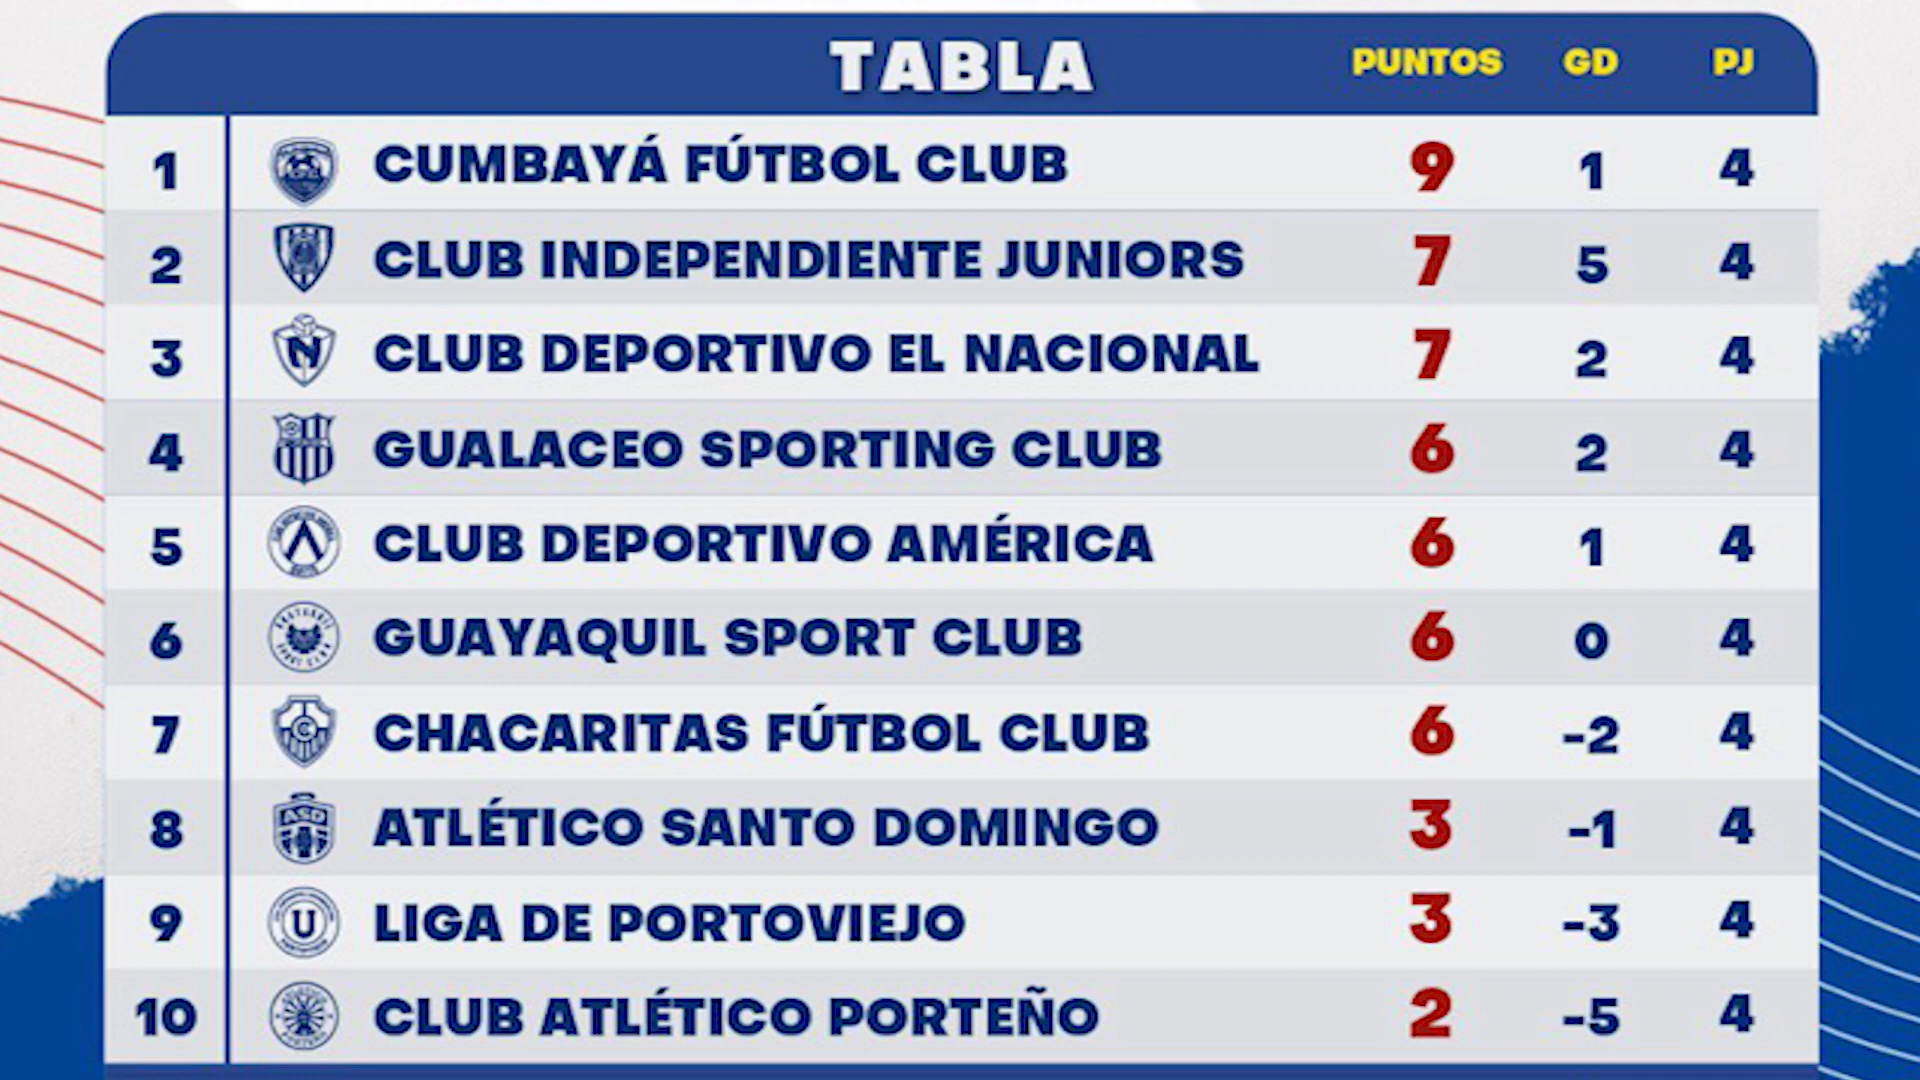 TABLA PUNTOS GD PJ
1 CUMBAYÁ FÚTBOL CLUB 9 1 4
2 CLUB INDEPENDIENTE JUNIORS 7 5 4
3 N CLUB DEPORTIVO EL NACIONAL 7 2 4
4 GUALACEO SPORTING CLUB 6 2 4
5 CLUB DEPORTIVO AMÉRICA 6 1 4
6 GUAYAQUIL SPORT CLUB 6 0 4
7 C CHACARITAS FÚTBOL CLUB 6 -2 4
8 ASD ATLÉTICO SANTO DOMINGO 3 -1 4
9 U LIGA DE PORTOVIEJO 3 -3 4
10 CLUB ATLÉTICO PORTEÑO 2 -5 4